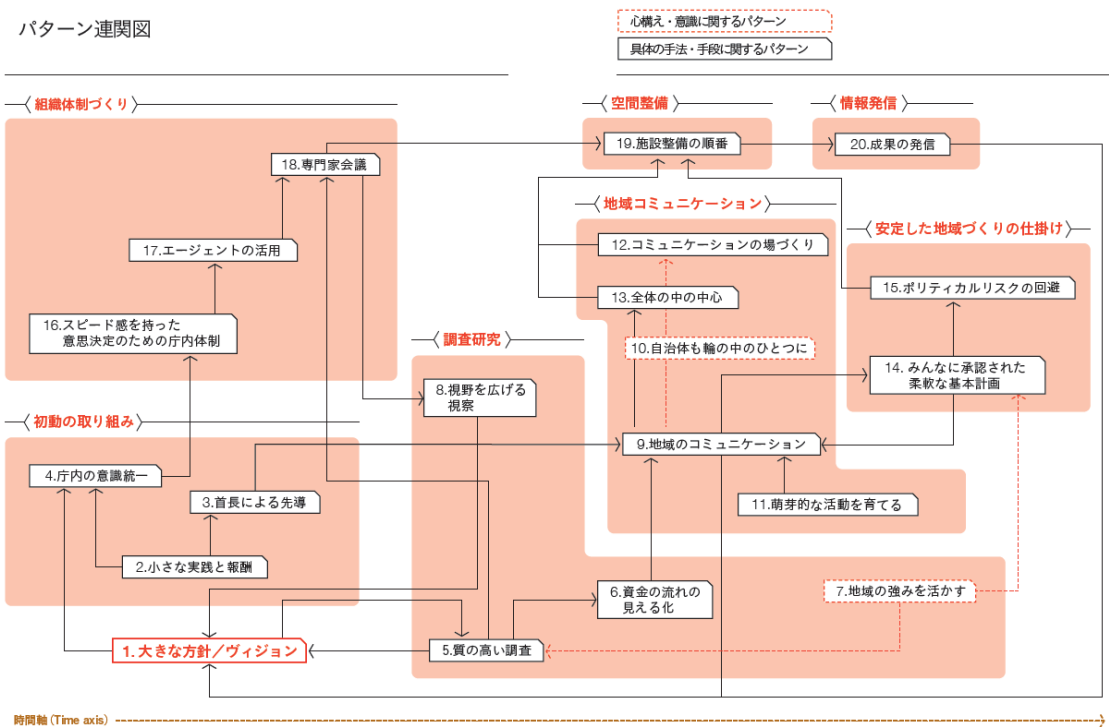 パターン連関図
心構え・意識に関するパターン
具体の手法・手段に関するパターン
組織体制づくり
空間整備
情報発信
18.専門家会議
19.施設整備の順番
20.成果の発信
地域コミュニケーション
安定した地域づくりの仕掛け
17.エージェントの活用
12.コミュニケーションの場づくり
15.ポリティカルリスクの回避
13.全体の中の中心
16.スピード感を持った
意思決定のための庁内体制
調査研究
10.自治体も輪の中のひとつに
14. みんなに承認された
柔軟な基本計画
8.視野を広げる
視察
初動の取り組み
9.地域のコミュニケーション
4.庁内の意識統一
3.首長による先導
11.萌芽的な活動を育てる
2.小さな実践と報酬
6.資金の流れの
見える化
7.地域の強みを活かす
1. 大きな方針／ヴィジョン
5.質の高い調査
時間軸 (Time axis)